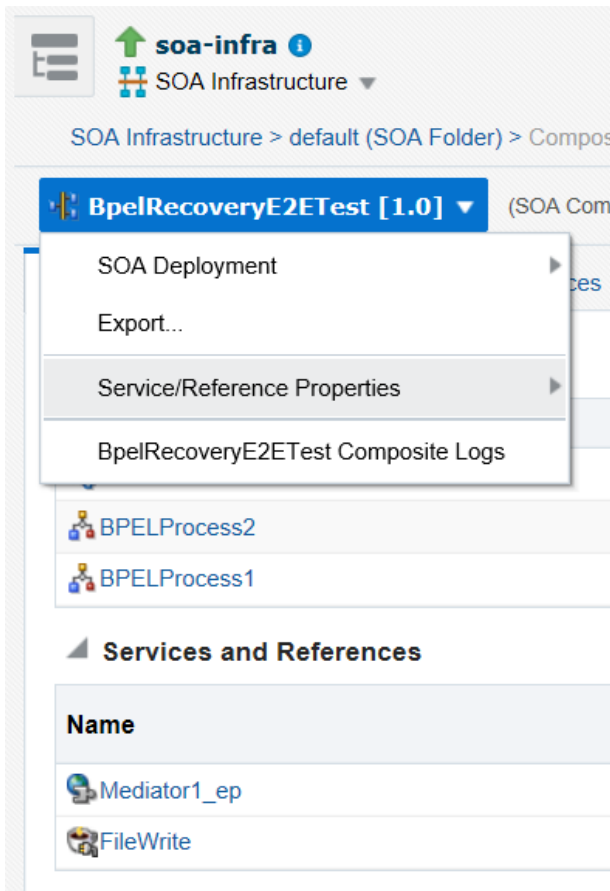 soa-infra
SOA Infrastructure
SOA Infrastructure > default (SOA Folder) > Compos
BpelRecoveryE2ETest [1.0] (SOA Com
SOA Deployment
ces
Export...
Service/Reference Properties
BpelRecoveryE2ETest Composite Logs
BPELProcess2
BPELProcess1
Services and References
Name
Mediator1_ep
FileWrite